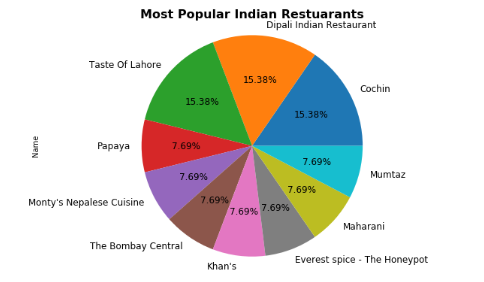 Most Popular Indian Restuarants
Dipali Indian Restaurant
Taste Of Lahore
Cochin
15.38%
15.38%
15.38%
Name
Papaya
7.69%
7.69%
Mumtaz
7.69%
7.69%
Monty's Nepalese Cuisine
7.69%
7.69%
7.69%
Maharani
The Bombay Central
Everest spice - The Honeypot
Khan's